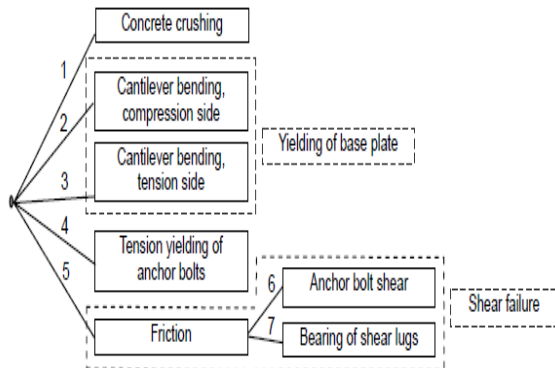 Concrete crushing
1
Cantilever bending,
compression side
2
Yielding of base plate
Cantilever bending,
tension side
3
4
Tension yielding of
anchor bolts
5
6
Anchor bolt shear
Shear failure
Friction
7
Bearing of shear lugs